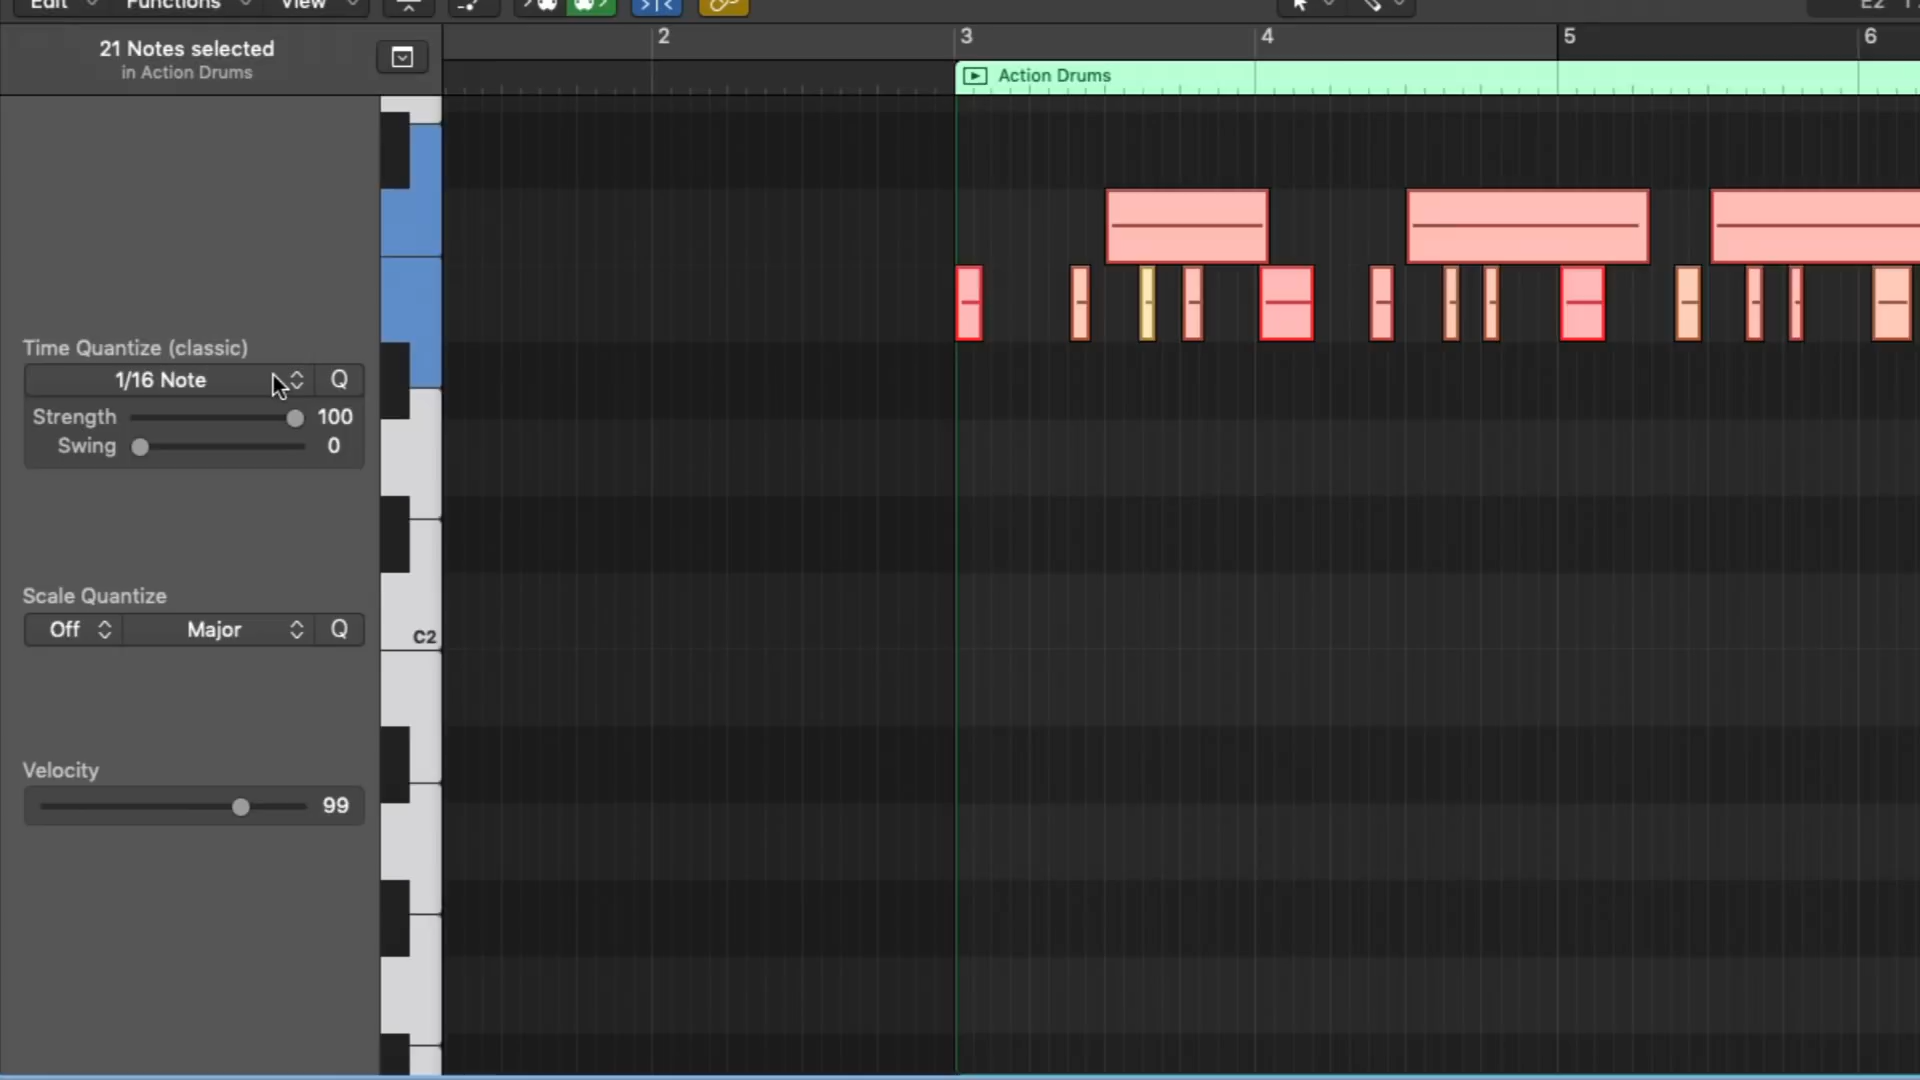 Edit Functions View
E2
21 Notes selected
in Action Drums
2 3 4 5 6
Action Drums
Time Quantize (classic)
1/16 Note Q
Strength 100
Swing 0
Scale Quantize
Off Major Q
C2
Velocity
99